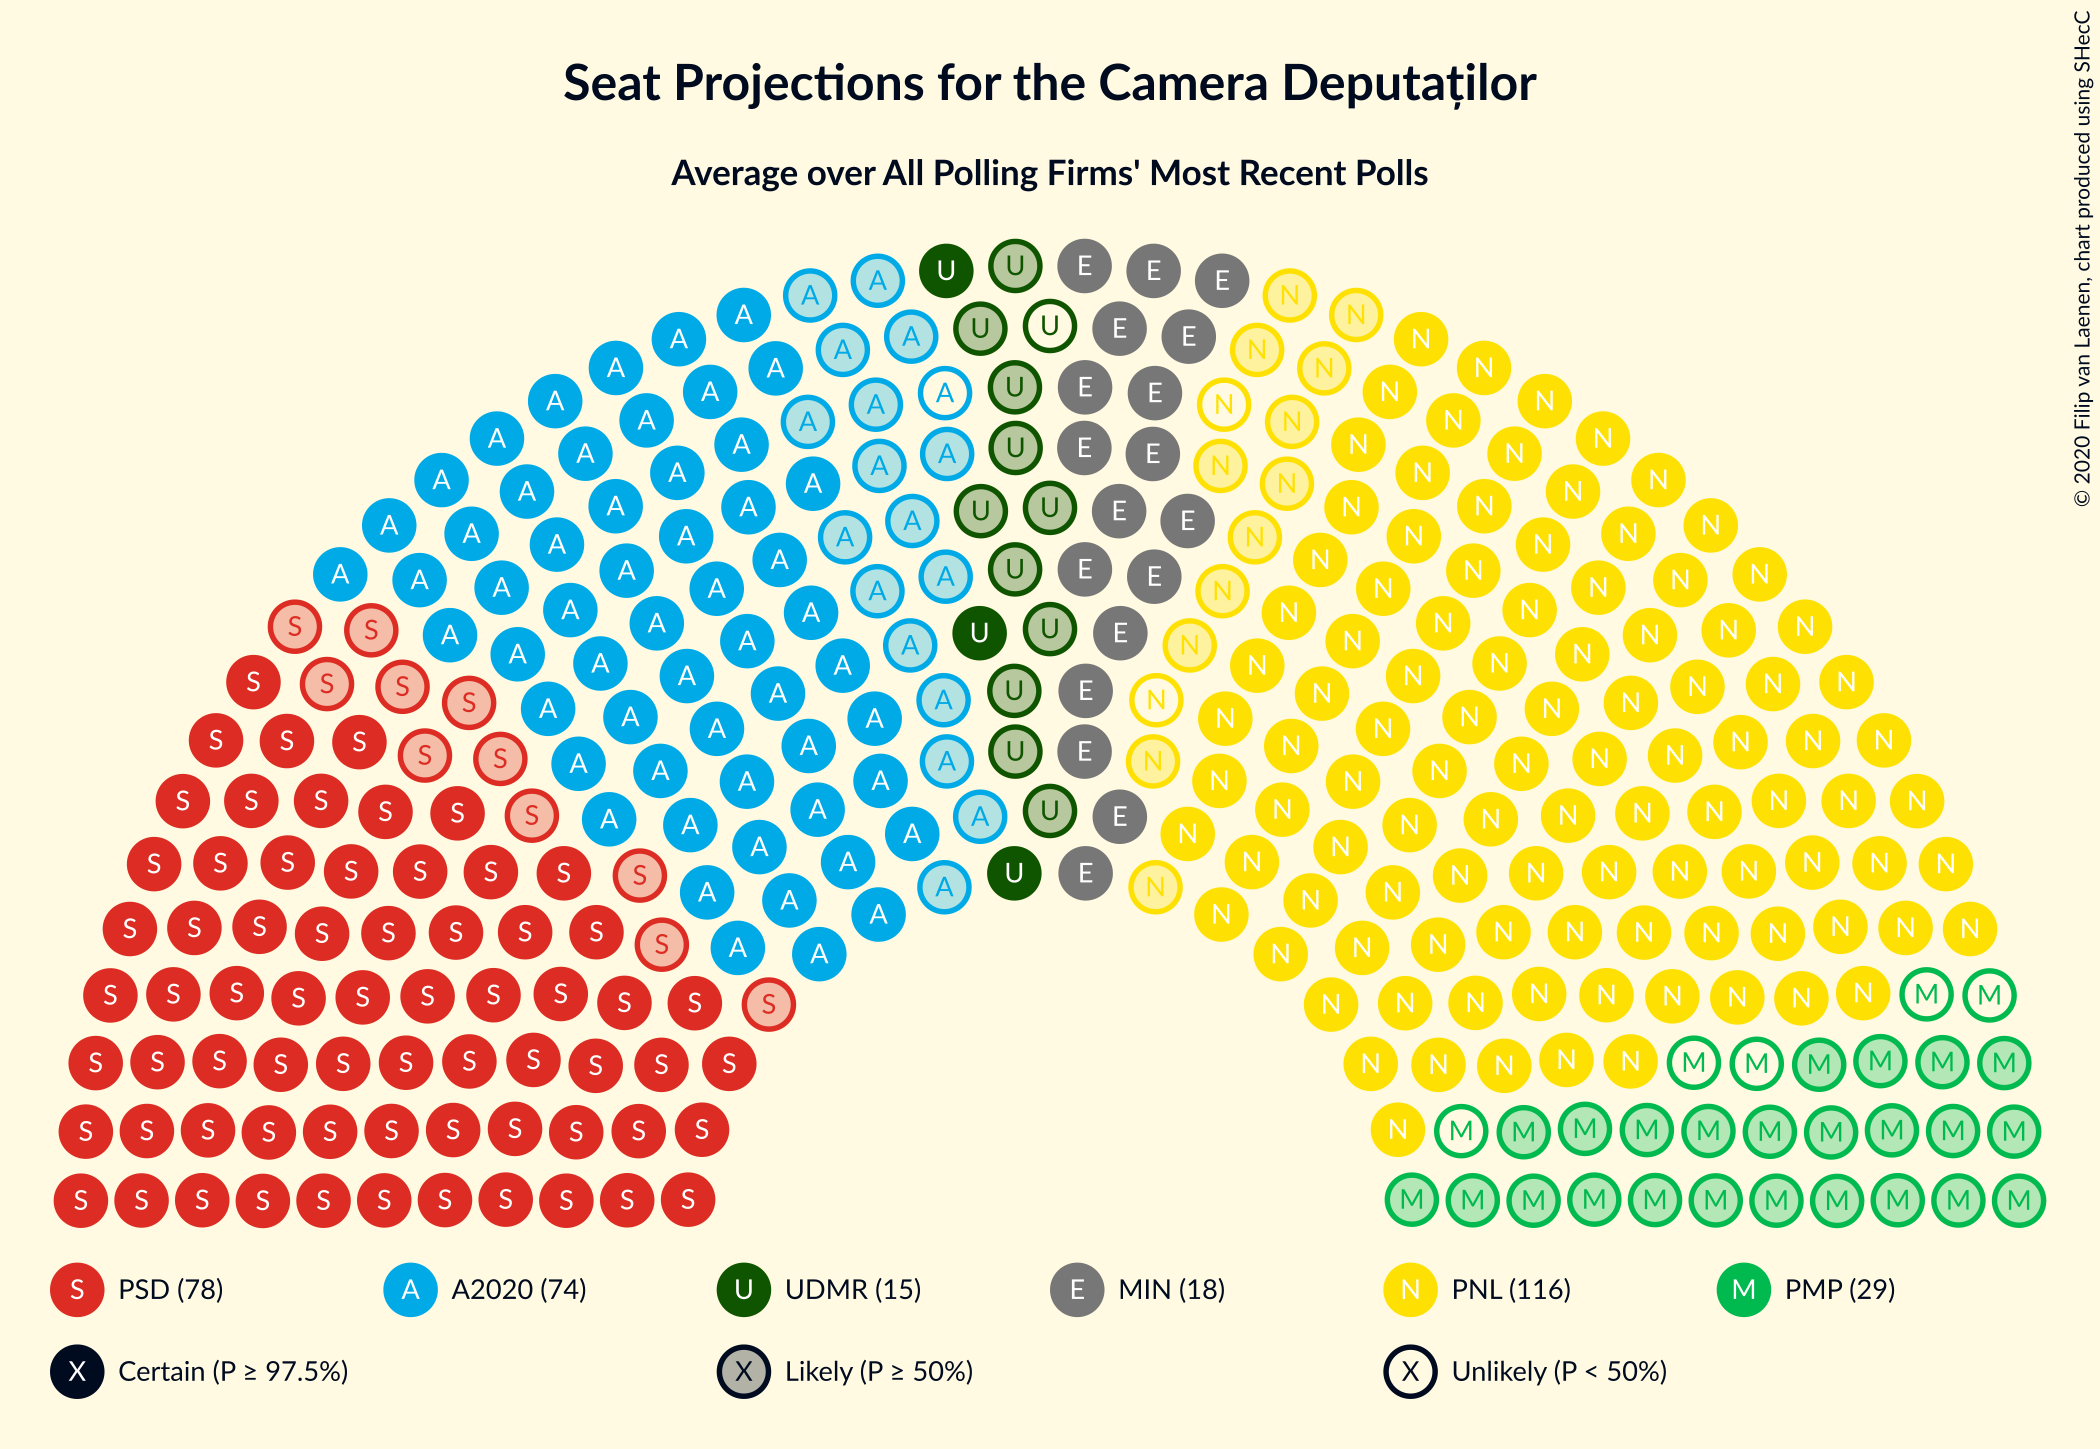 Seat Projections for the Camera Deputaților
Average over All Polling Firms' Most Recent Polls
© 2020 Filip van Laenen, chart produced using SHecC
S PSD (78) A A2020 (74) U UDMR (15) E MIN (18) N PNL (116) M PMP (29)
X Certain (P ≥ 97.5%) X Likely (P ≥ 50%) X Unlikely (P < 50%)